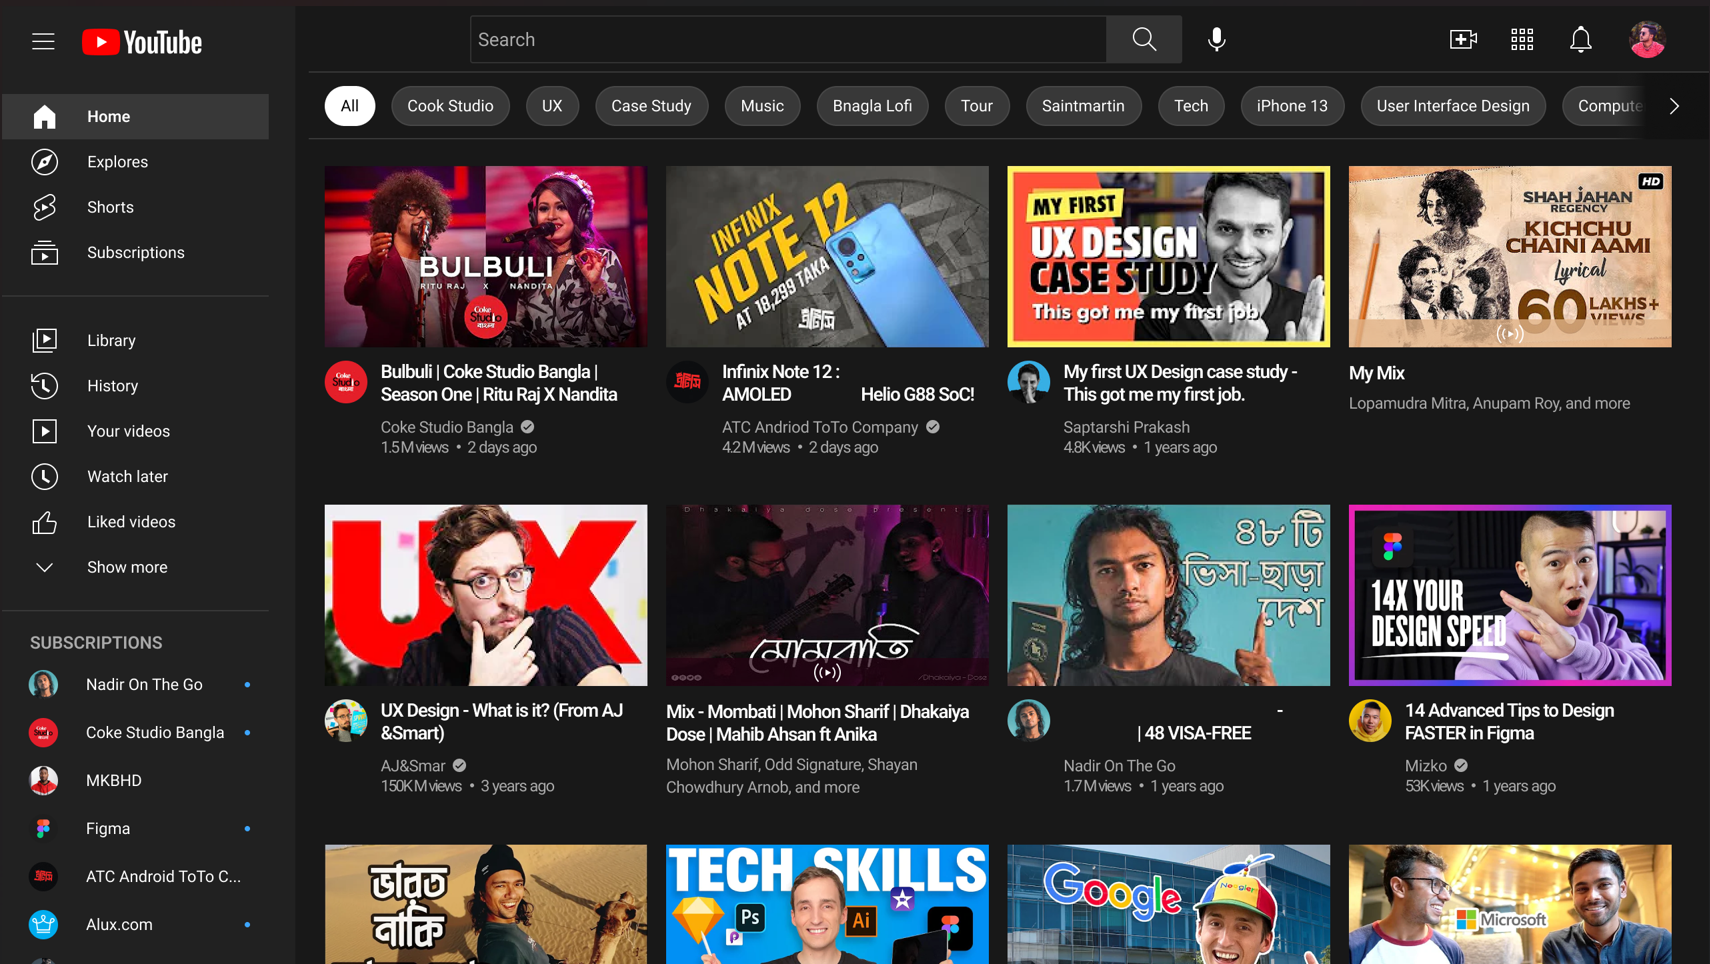 YouTube
Search
Home
Explores
Shorts
Subscriptions
Library
History
Your videos
Watch later
Liked videos
Show more
SUBSCRIPTIONS
Nadir On The Go
Coke Studio Bangla
MKBHD
Figma
ATC Android ToTo C...
Alux.com
All
Cook Studio
UX
Case Study
Music
Bnagla Lofi
Tour
Saintmartin
Tech
iPhone 13
User Interface Design
Compute
BULBULI
RITU RAJ X NANDITA
Coke
Studio
বাংলা
Bulbuli | Coke Studio Bangla |
Season One | Ritu Raj X Nandita
Coke Studio Bangla
1.5M views • 2 days ago
INFINIX
NOTE 12
AT 18,299 TAKA
Infinix Note 12 :
AMOLED Helio G88 SoC!
ATC Andriod ToTo Company
4.2M views • 2 days ago
MY FIRST
UX DESIGN
CASE STUDY
This got me my first job
My first UX Design case study -
This got me my first job.
Saptarshi Prakash
4.8K views • 1 years ago
HD
SHAH JAHAN
REGENCY
KICHCHU
CHAINI AAMI
Lyrical
60 LAKHS+
VIEWS
My Mix
Lopamudra Mitra, Anupam Roy, and more
UX
UX Design - What is it? (From AJ
&Smart)
AJ&Smar
150K M views • 3 years ago
Dhakaiya dose presents
মোমবাতি
/Dhakaiya - Dose
Mix - Mombati | Mohon Sharif | Dhakaiya
Dose | Mahib Ahsan ft Anika
Mohon Sharif, Odd Signature, Shayan
Chowdhury Arnob, and more
৪৮ টি
ভিসা-ছাড়া
দেশ
-
| 48 VISA-FREE
Nadir On The Go
1.7 M views • 1 years ago
14X YOUR
DESIGN SPEED
14 Advanced Tips to Design
FASTER in Figma
Mizko
53K views • 1 years ago
ভারত
নাকি
TECH SKILLS
Ps
Ai
Google
Noogler
Microsoft